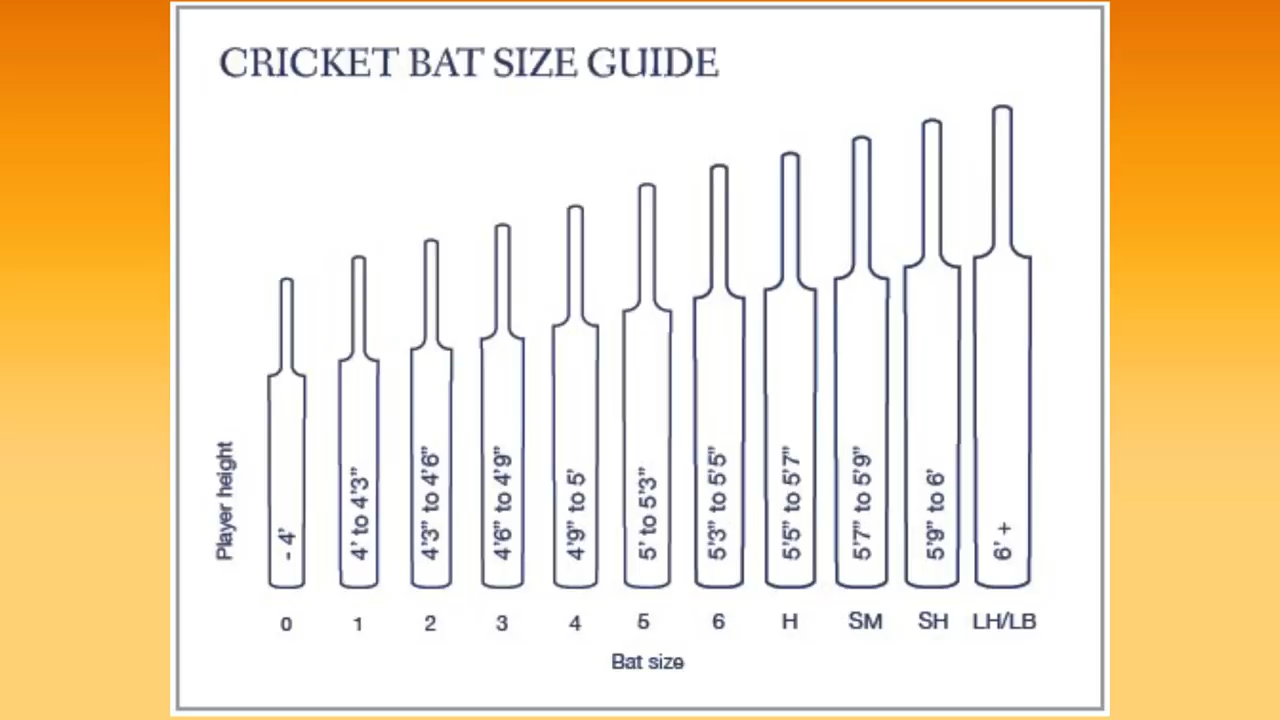 CRICKET BAT SIZE GUIDE
Player height
- 4'
4' to 4'3”
4'3” to 4'6”
4'6” to 4'9”
4'9” to 5'
5' to 5'3”
5'3” to 5'5”
5'5” to 5'7”
5'7” to 5'9”
5'9” to 6'
6' +
0
1
2
3
4
5
6
H
SM
SH
LH/LB
Bat size